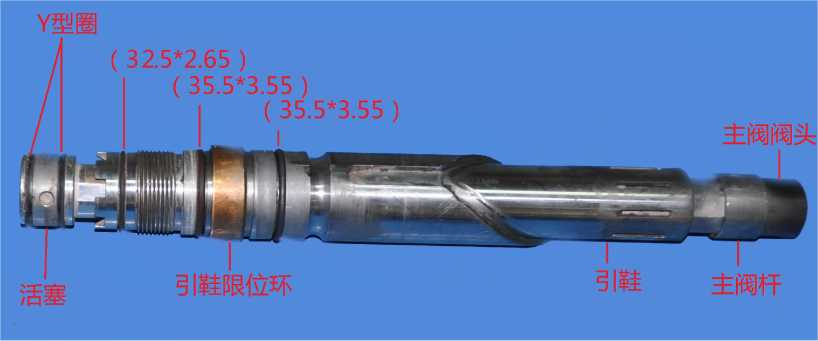 Y型圈
（32.5*2.65）
（35.5*3.55）
（35.5*3.55）
主阀阀头
活塞
引鞋限位环
引鞋
主阀杆